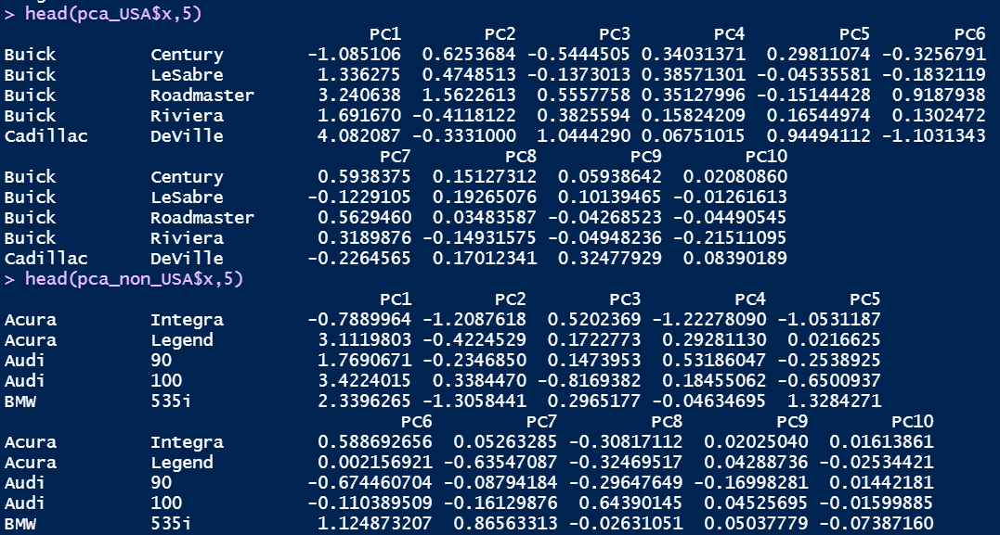 > head(pca_USA$x,5)
PC1 PC2 PC3 PC4 PC5 PC6
Buick Century -1.085106 0.6253684 -0.5444505 0.34031371 0.29811074 -0.3256791
Buick LeSabre 1.336275 0.4748513 -0.1373013 0.38571301 -0.04535581 -0.1832119
Buick Roadmaster 3.240638 1.5622613 0.5557758 0.35127996 -0.15144428 0.9187938
Buick Riviera 1.691670 -0.4118122 0.3825594 0.15824209 0.16544974 0.1302472
Cadillac DeVille 4.082087 -0.3331000 1.0444290 0.06751015 0.94494112 -1.1031343
PC7 PC8 PC9 PC10
Buick Century 0.5938375 0.15127312 0.05938642 0.02080860
Buick LeSabre -0.1229105 0.19265076 0.10139465 -0.01261613
Buick Roadmaster 0.5629460 0.03483587 -0.04268523 -0.04490545
Buick Riviera 0.3189876 -0.14931575 -0.04948236 -0.21511095
Cadillac DeVille -0.2264565 0.17012341 0.32477929 0.08390189
> head(pca_non_USA$x,5)
PC1 PC2 PC3 PC4 PC5
Acura Integra -0.7889964 -1.2087618 0.5202369 -1.22278090 -1.0531187
Acura Legend 3.1119803 -0.4224529 0.1722773 0.29281130 0.0216625
Audi 90 1.7690671 -0.2346850 0.1473953 0.53186047 -0.2538925
Audi 100 3.4224015 0.3384470 -0.8169382 0.18455062 -0.6500937
BMW 535i 2.3396265 -1.3058441 0.2965177 -0.04634695 1.3284271
PC6 PC7 PC8 PC9 PC10
Acura Integra 0.588692656 0.05263285 -0.30817112 0.02025040 0.01613861
Acura Legend 0.002156921 -0.63547087 -0.32469517 0.04288736 -0.02534421
Audi 90 -0.674460704 -0.08794184 -0.29647649 -0.16998281 0.01442181
Audi 100 -0.110389509 -0.16129876 0.64390145 0.04525695 -0.01599885
BMW 535i 1.124873207 0.86563313 -0.02631051 0.05037779 -0.07387160